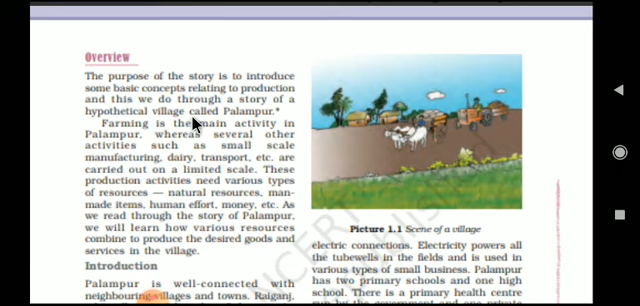 Overview
The purpose of the story is to introduce
some basic concepts relating to production
and this we do through a story of a
hypothetical village called Palampur.*
Farming is the main activity in
Palampur, whereas several other
activities such as small scale
manufacturing, dairy, transport, etc. are
carried out on a limited scale. These
production activities need various types
of resources — natural resources, man-
made items, human effort, money, etc. As
we read through the story of Palampur,
we will learn how various resources
combine to produce the desired goods and
services in the village.
Introduction
Palampur is well-connected with
neighbouring villages and towns. Raiganj,
Picture 1.1 Scene of a village
electric connections. Electricity powers all
the tubewells in the fields and is used in
various types of small business. Palampur
has two primary schools and one high
school. There is a primary health centre
run by the government and one private